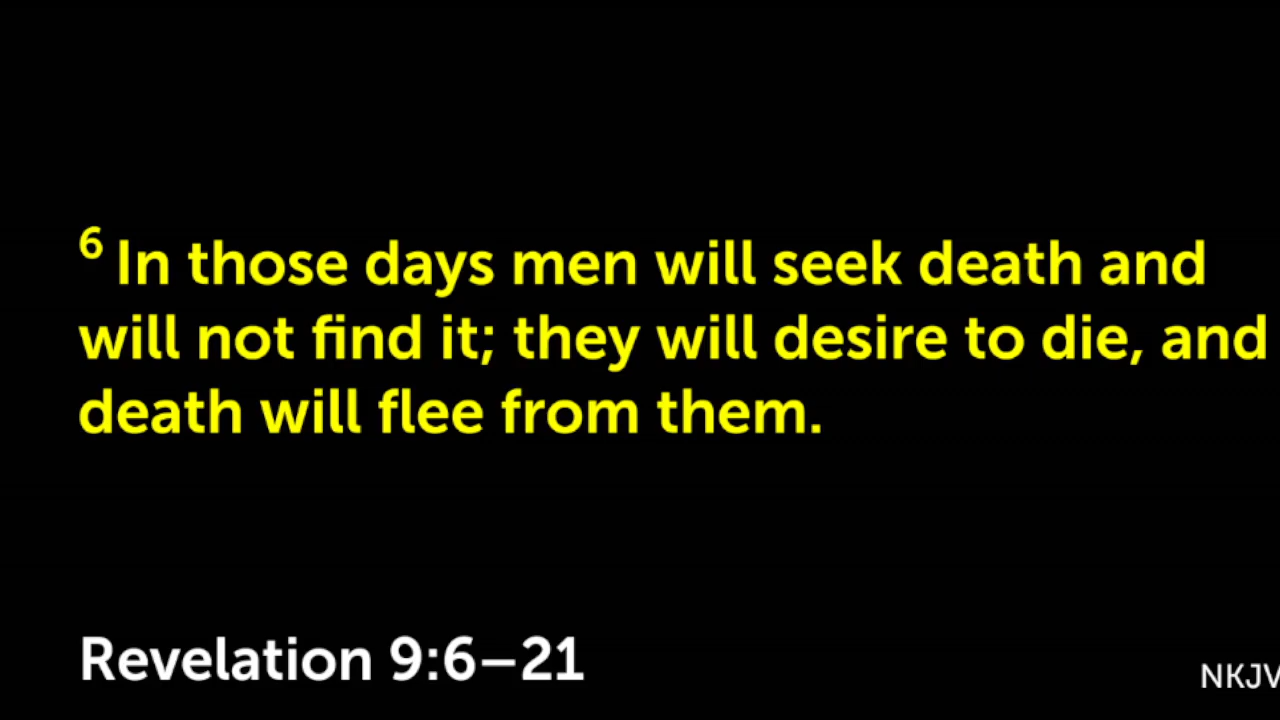 6 In those days men will seek death and
will not find it; they will desire to die, and
death will flee from them.
Revelation 9:6–21
NKJV